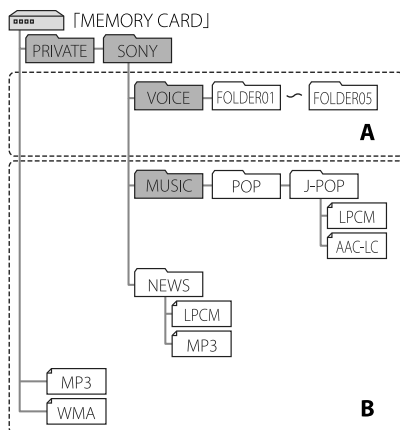 「MEMORY CARD」
PRIVATE SONY
VOICE FOLDER01 ～ FOLDER05
A
MUSIC POP J-POP
LPCM
AAC-LC
NEWS
LPCM
MP3
MP3
WMA
B